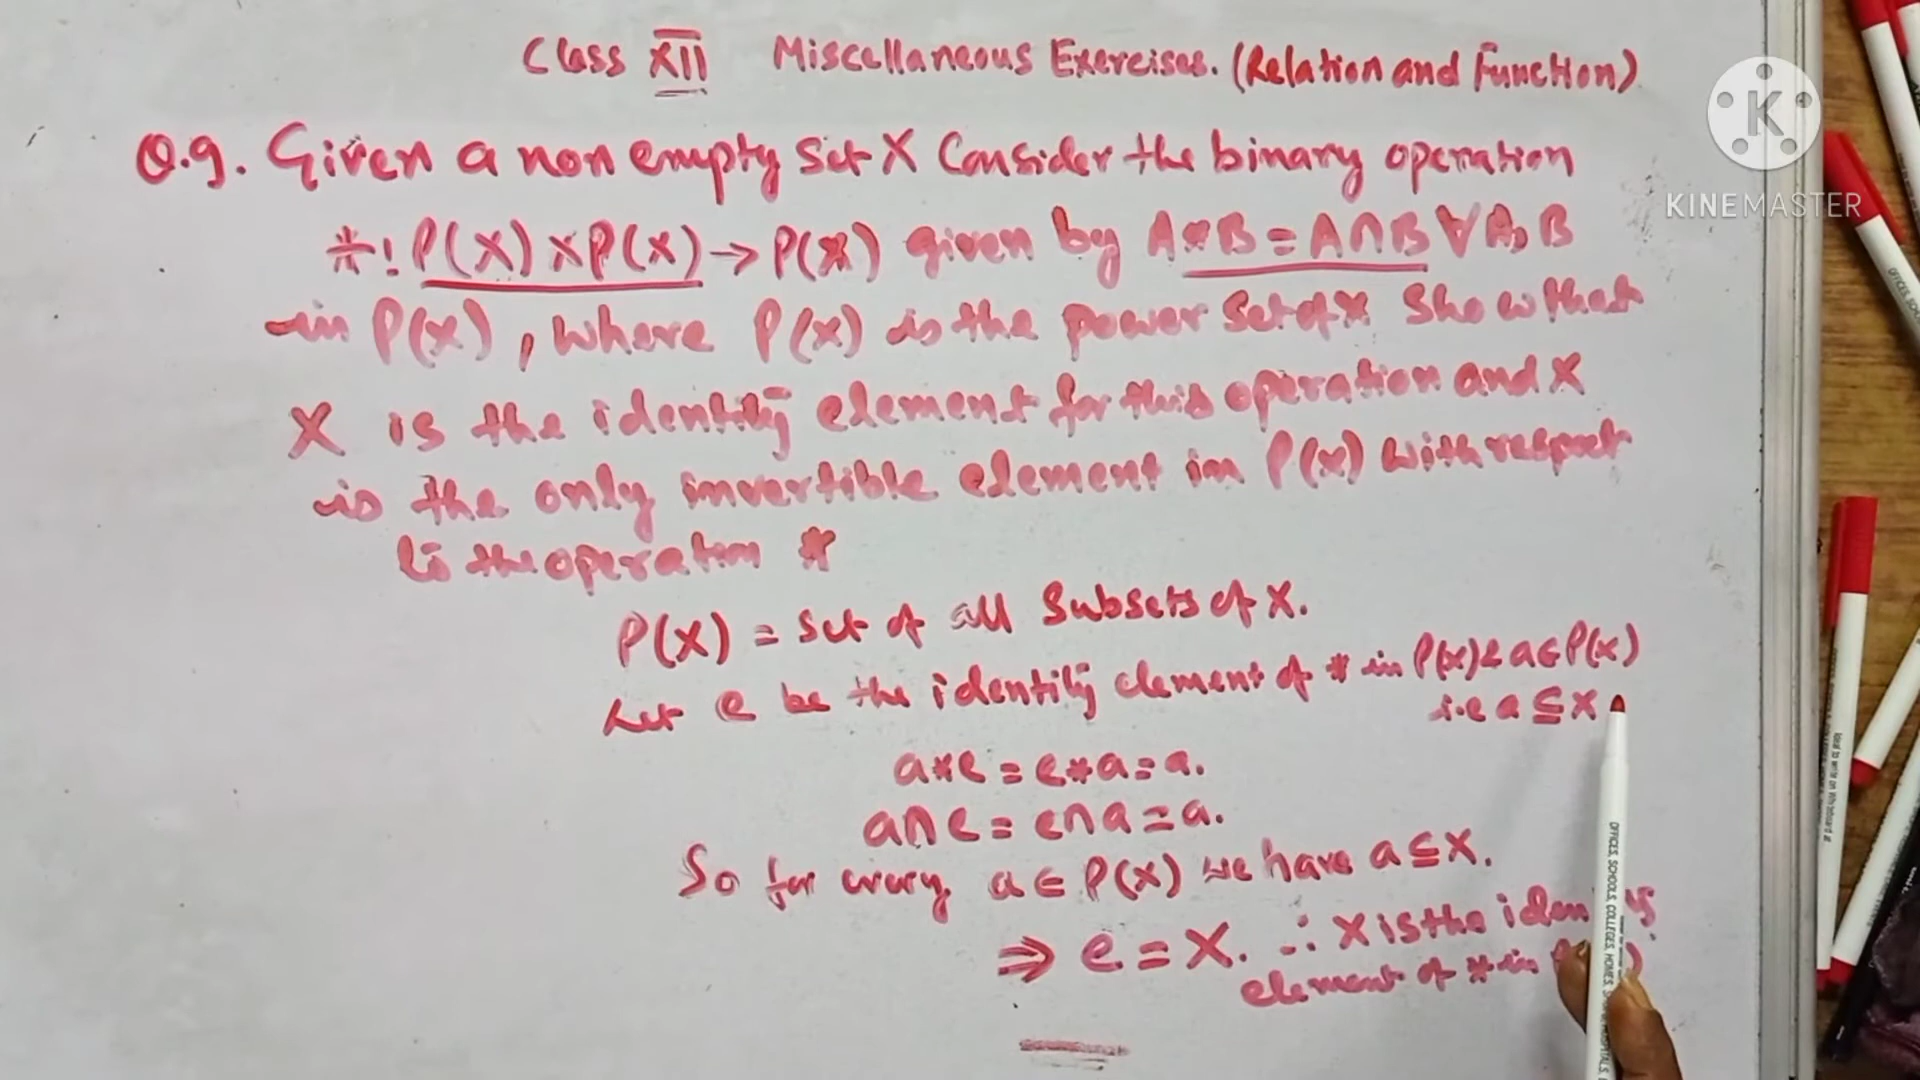 Class XII Miscellaneous Exercises. (Relation and Function)
K
KINEMASTER
Q.9. Given a non empty set X Consider the binary operation
*: P(X) × P(X) → P(X) given by A*B = A∩B ∀ A, B
in P(X), where P(X) is the power set of X Show that
X is the identity element for this operation and X
is the only invertible element in P(X) with respect
to the operation *
P(X) = set of all subsets of X.
Let e be the identity element of * in P(X) & a ∈ P(X)
i.e a ⊆ X
a*e = e*a = a.
a∩e = e∩a = a.
So for every a ∈ P(X) we have a ⊆ X.
⇒ e = X. ∴ X is the
element of * in